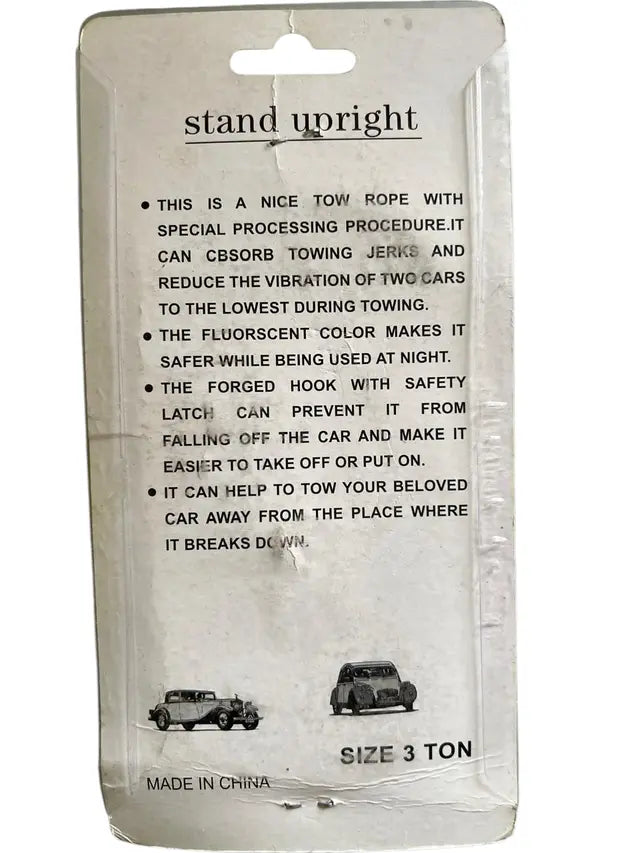 stand upright
● THIS IS A NICE TOW ROPE WITH
SPECIAL PROCESSING PROCEDURE.IT
CAN CBSORB TOWING JERKS AND
REDUCE THE VIBRATION OF TWO CARS
TO THE LOWEST DURING TOWING.
● THE FLUORSCENT COLOR MAKES IT
SAFER WHILE BEING USED AT NIGHT.
● THE FORGED HOOK WITH SAFETY
LATCH CAN PREVENT IT FROM
FALLING OFF THE CAR AND MAKE IT
EASIER TO TAKE OFF OR PUT ON.
● IT CAN HELP TO TOW YOUR BELOVED
CAR AWAY FROM THE PLACE WHERE
IT BREAKS DOWN.
SIZE 3 TON
MADE IN CHINA